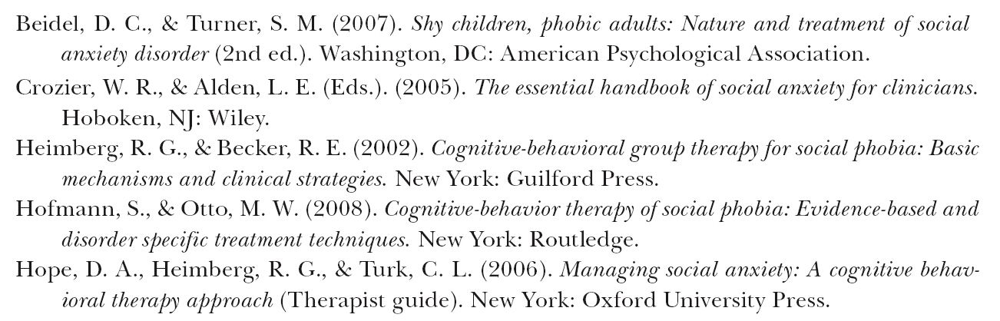 Beidel, D. C., & Turner, S. M. (2007). Shy children, phobic adults: Nature and treatment of social
anxiety disorder (2nd ed.). Washington, DC: American Psychological Association.
Crozier, W. R., & Alden, L. E. (Eds.). (2005). The essential handbook of social anxiety for clinicians.
Hoboken, NJ: Wiley.
Heimberg, R. G., & Becker, R. E. (2002). Cognitive-behavioral group therapy for social phobia: Basic
mechanisms and clinical strategies. New York: Guilford Press.
Hofmann, S., & Otto, M. W. (2008). Cognitive-behavior therapy of social phobia: Evidence-based and
disorder specific treatment techniques. New York: Routledge.
Hope, D. A., Heimberg, R. G., & Turk, C. L. (2006). Managing social anxiety: A cognitive behav-
ioral therapy approach (Therapist guide). New York: Oxford University Press.